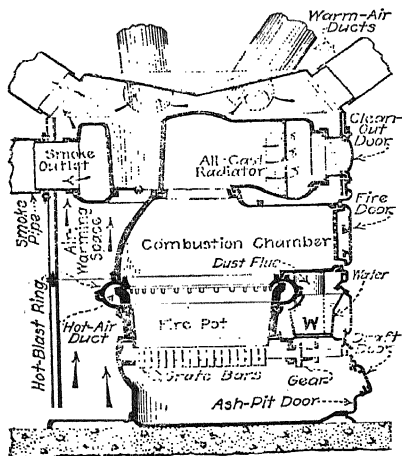 Warm-Air
Ducts
Clean-
Out
Door
Smoke
Outlet
All-Cast
Radiator
Fire
Door
Smoke
Pipe
Air-
Warming
Space
Combustion Chamber
Dust Flue
Water
Hot-Blast Ring
Hot-Air
Duct
Fire Pot
W
Draft
Door
Grate Bars
Gear
Ash-Pit Door